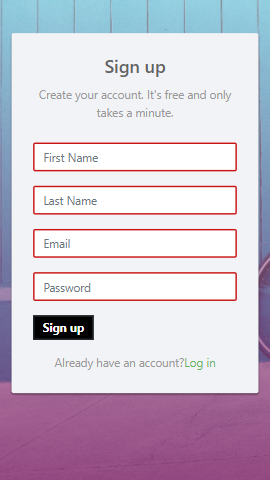 Sign up
Create your account. It's free and only
takes a minute.
First Name
Last Name
Email
Password
Sign up
Already have an account?Log in